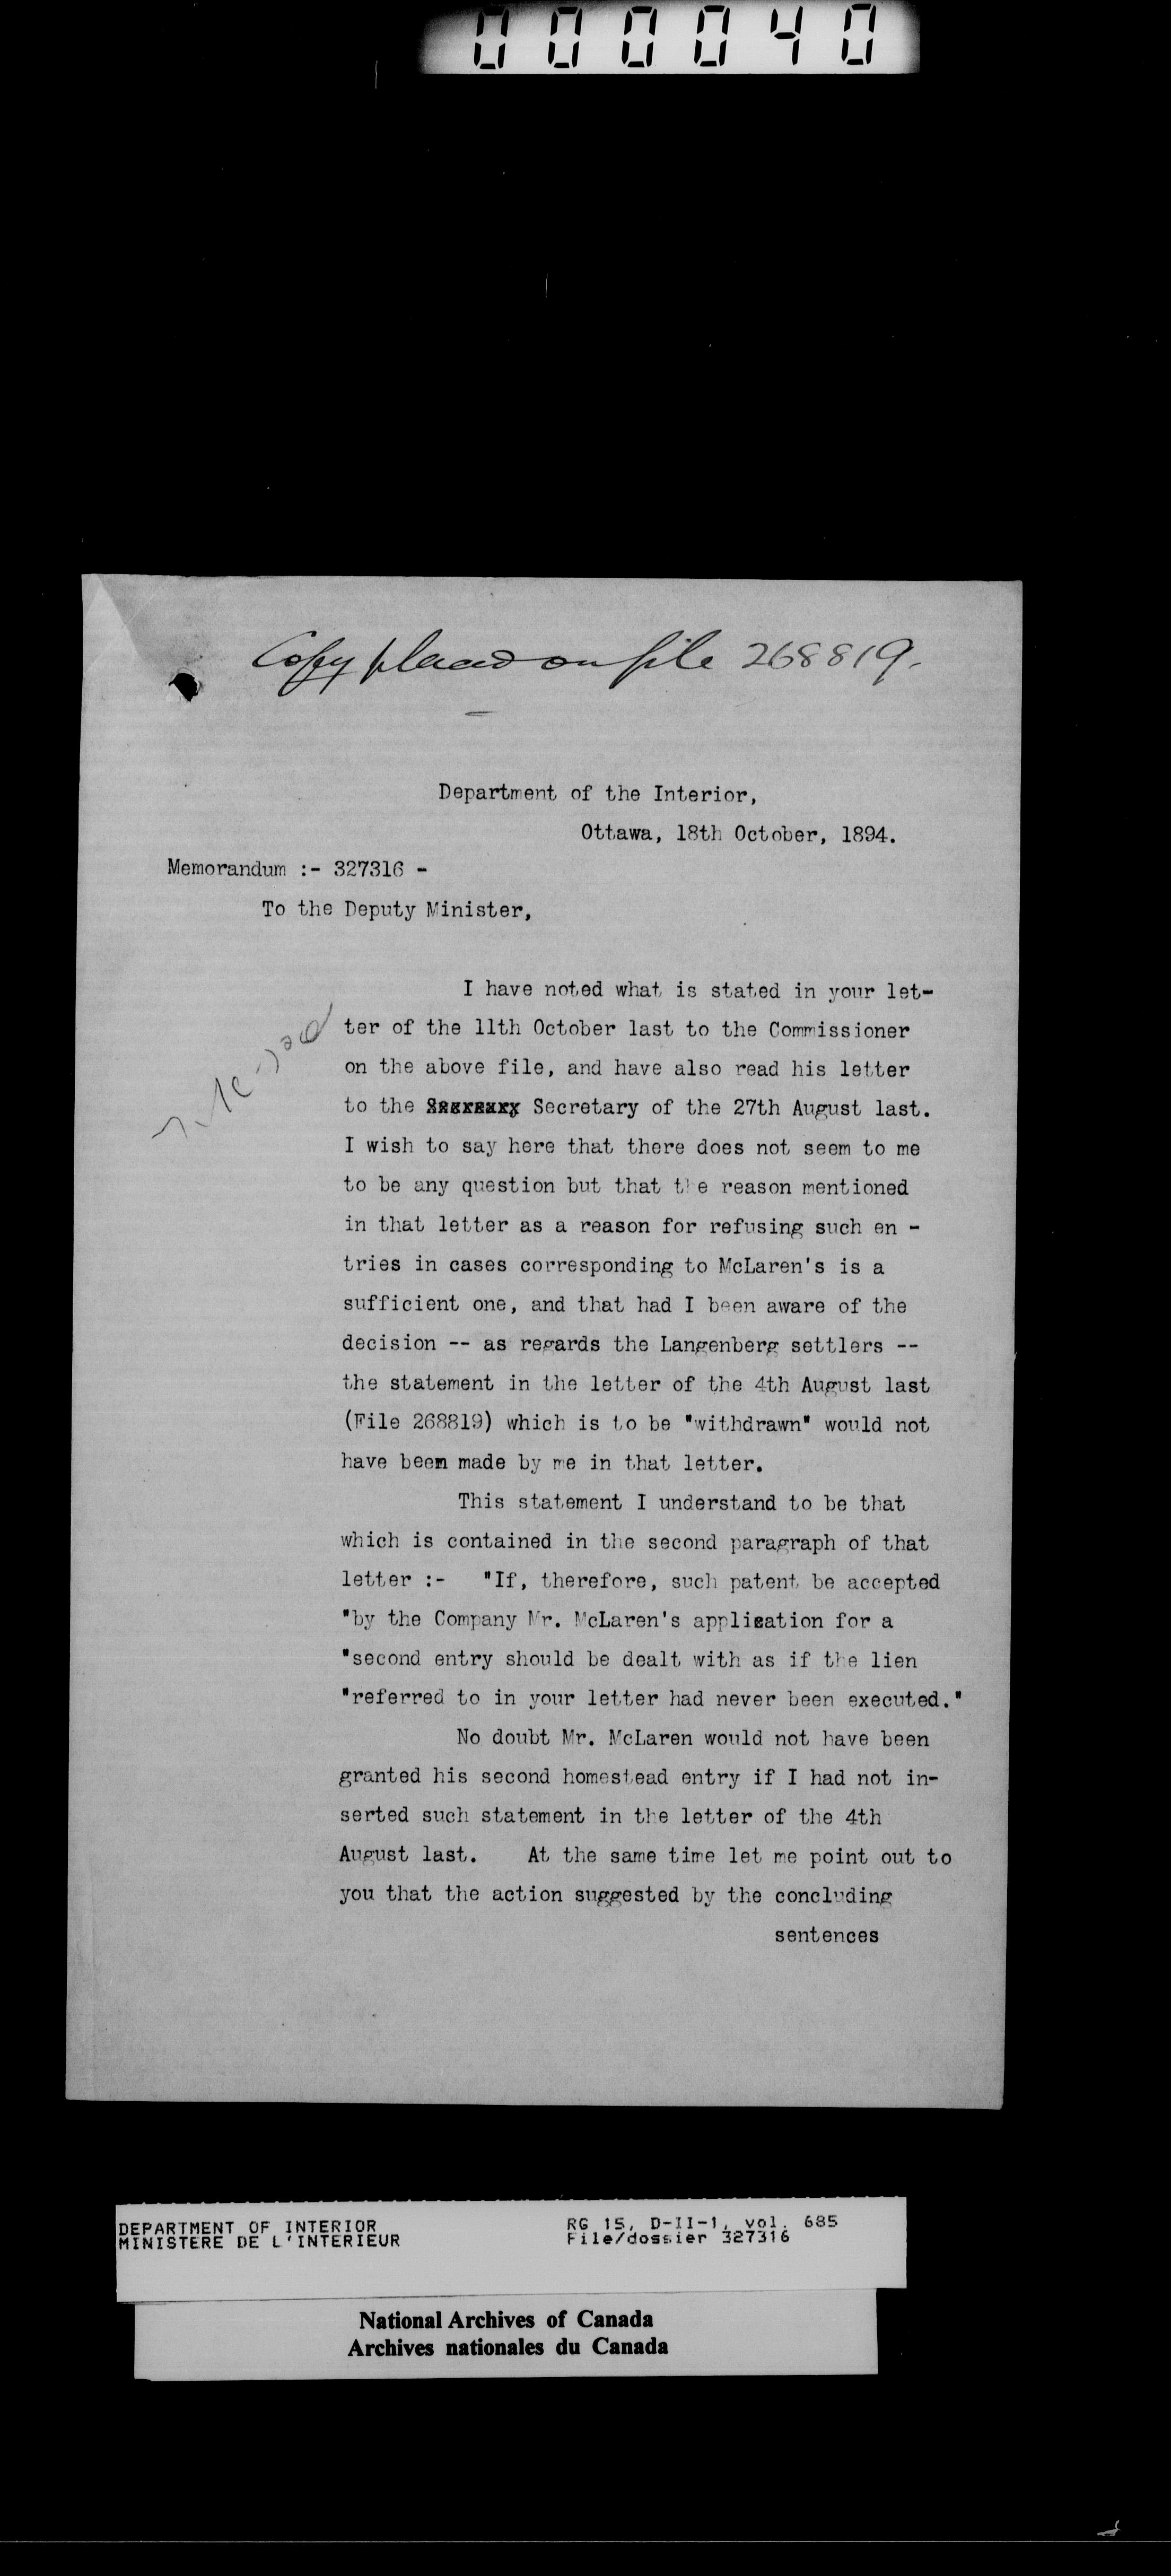 000040
Copy placed on file 268819.
Department of the Interior,
Ottawa, 18th October, 1894.
Memorandum :- 327316 -
To the Deputy Minister,
I have noted what is stated in your let-
ter of the 11th October last to the Commissioner
on the above file, and have also read his letter
to the Secretary of the 27th August last.
I wish to say here that there does not seem to me
to be any question but that the reason mentioned
in that letter as a reason for refusing such en -
tries in cases corresponding to McLaren's is a
sufficient one, and that had I been aware of the
decision -- as regards the Langenberg settlers --
the statement in the letter of the 4th August last
(File 268819) which is to be "withdrawn" would not
have been made by me in that letter.
This statement I understand to be that
which is contained in the second paragraph of that
letter :- "If, therefore, such patent be accepted
"by the Company Mr. McLaren's application for a
"second entry should be dealt with as if the lien
"referred to in your letter had never been executed."
No doubt Mr. McLaren would not have been
granted his second homestead entry if I had not in-
serted such statement in the letter of the 4th
August last. At the same time let me point out to
you that the action suggested by the concluding
sentences
DEPARTMENT OF INTERIOR RG 15, D-II-1, vol. 685
MINISTERE DE L'INTERIEUR File/dossier 327316
National Archives of Canada
Archives nationales du Canada